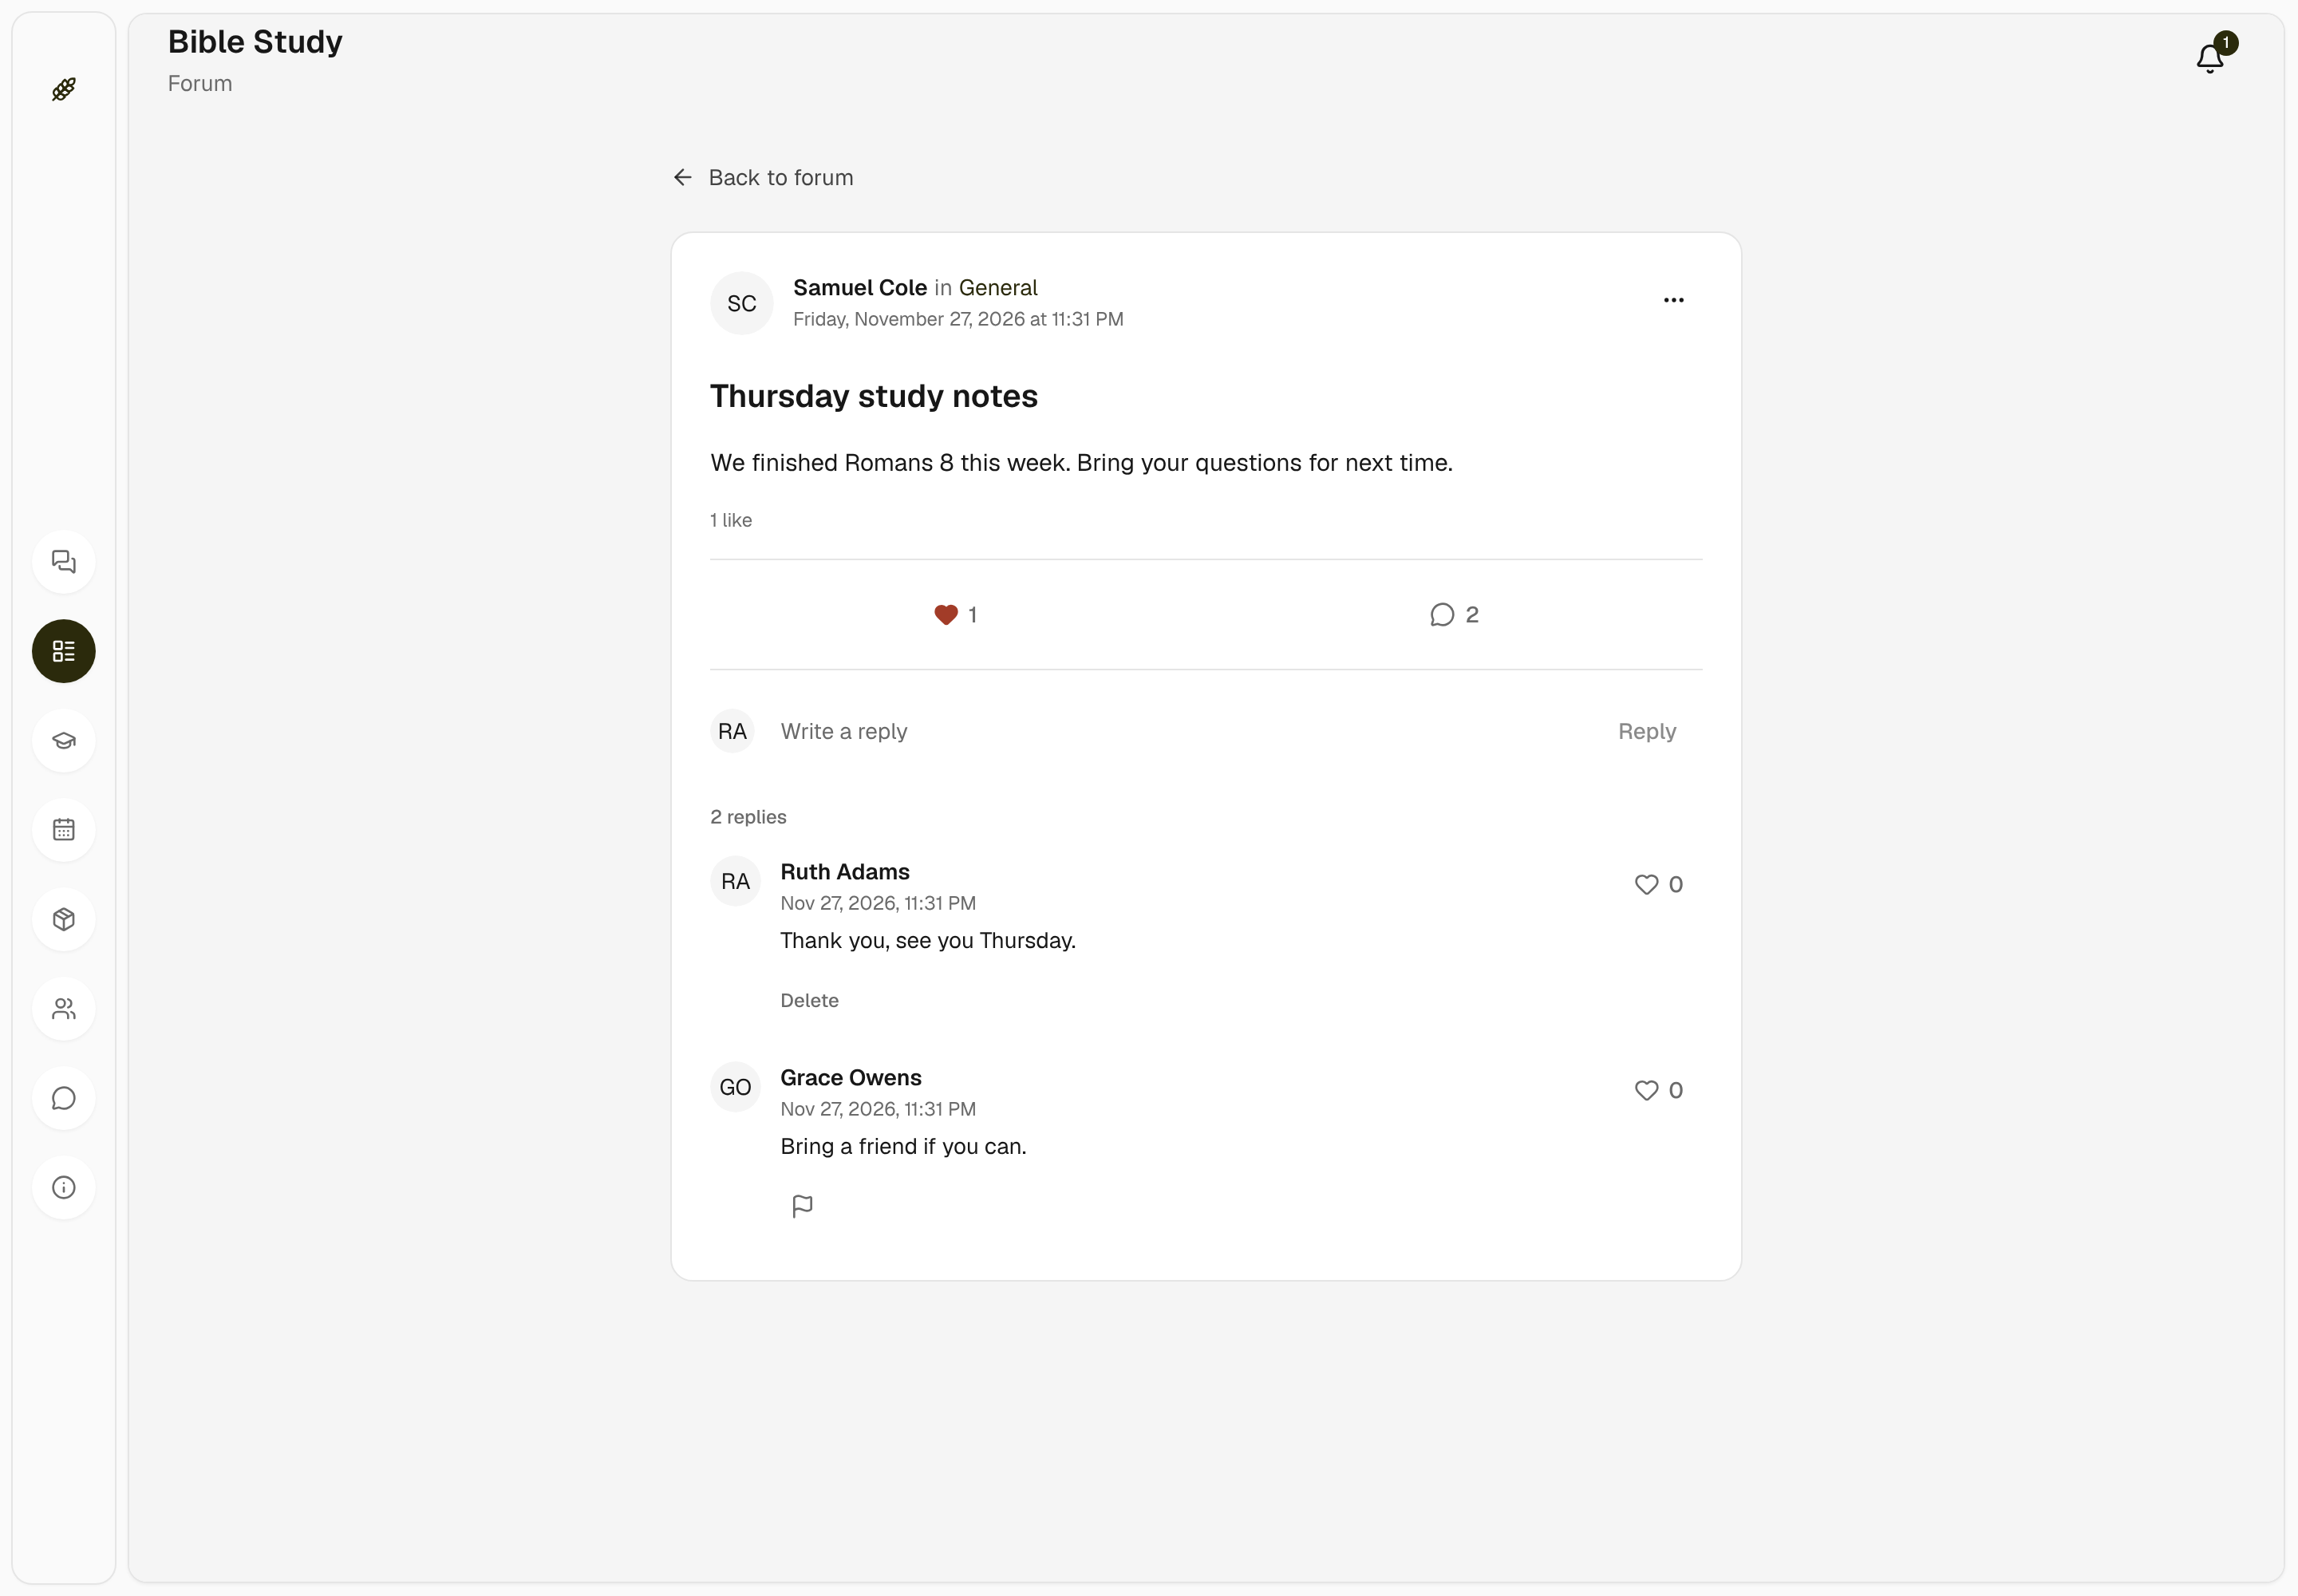 Bible Study
1
Forum
Back to forum
SC
Samuel Cole in General
Friday, November 27, 2026 at 11:31 PM
Thursday study notes
We finished Romans 8 this week. Bring your questions for next time.
1 like
1
2
RA
Write a reply
Reply
2 replies
RA
Ruth Adams
0
Nov 27, 2026, 11:31 PM
Thank you, see you Thursday.
Delete
GO
Grace Owens
0
Nov 27, 2026, 11:31 PM
Bring a friend if you can.